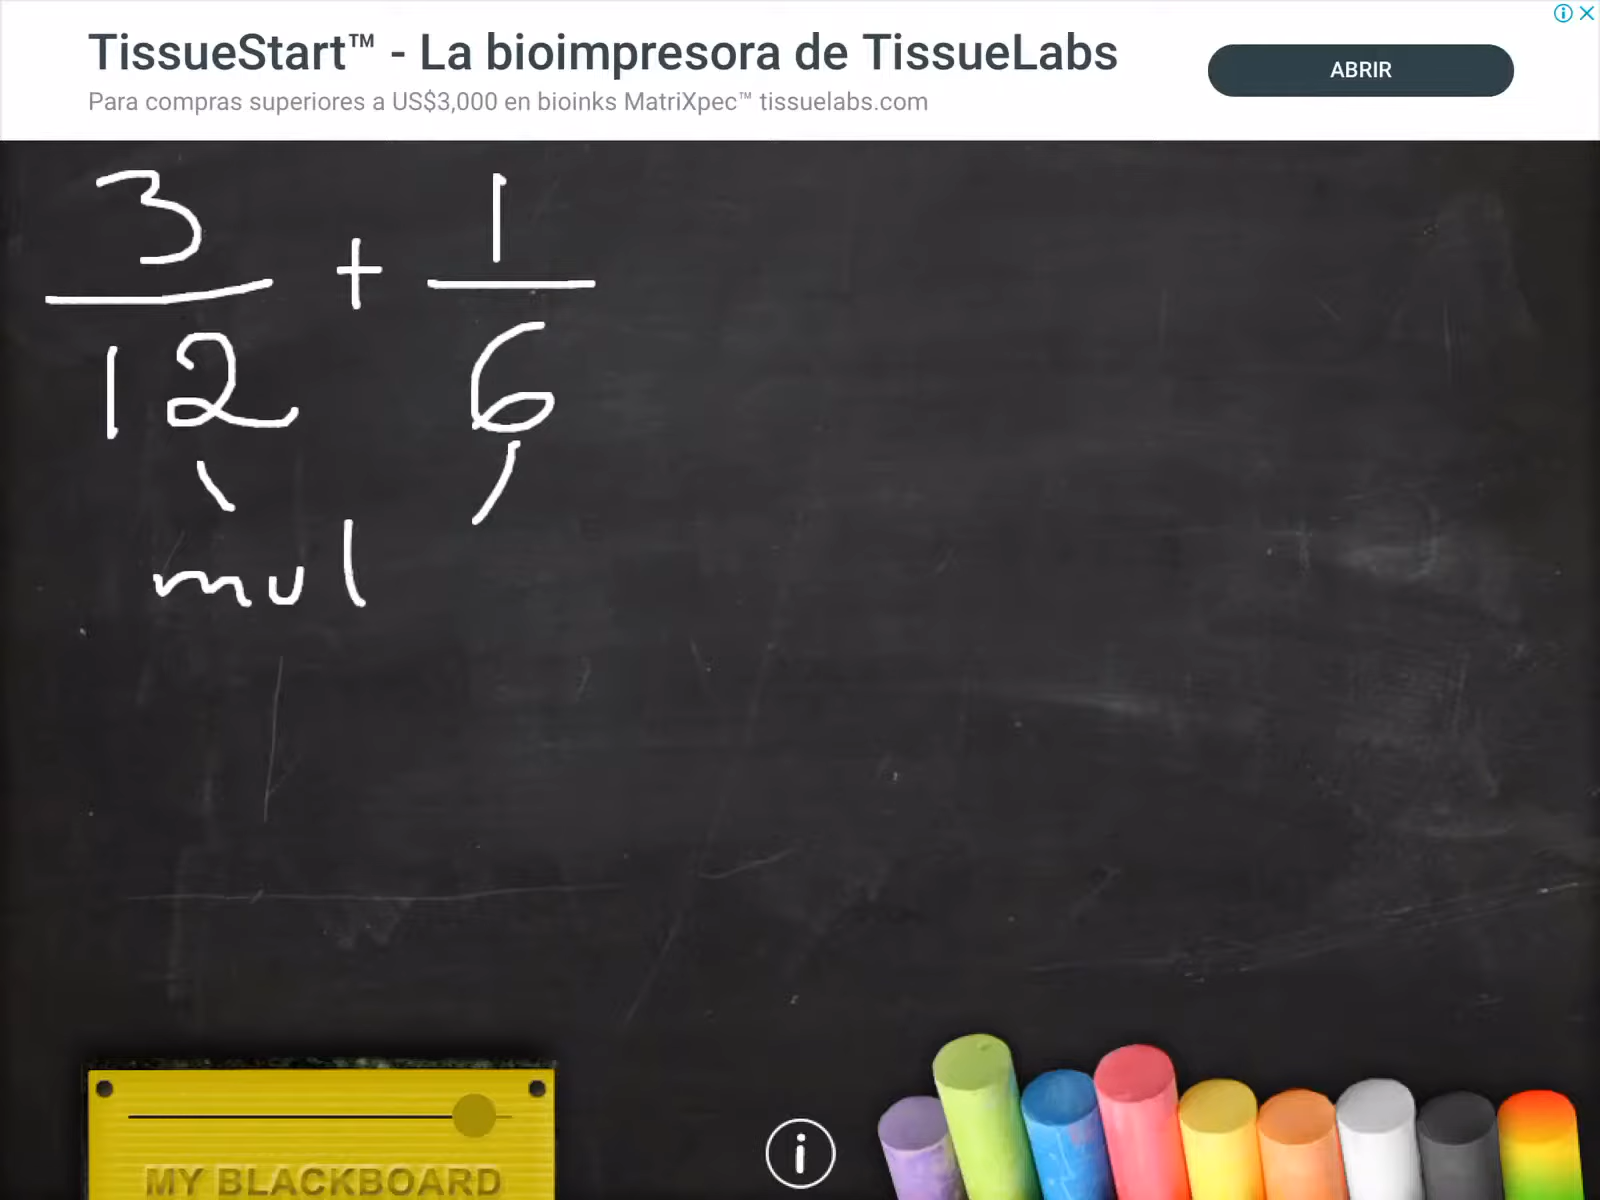 TissueStart™ - La bioimpresora de TissueLabs
Para compras superiores a US$3,000 en bioinks MatriXpec™ tissuelabs.com
ABRIR
3/12 + 1/6
mul
MY BLACKBOARD